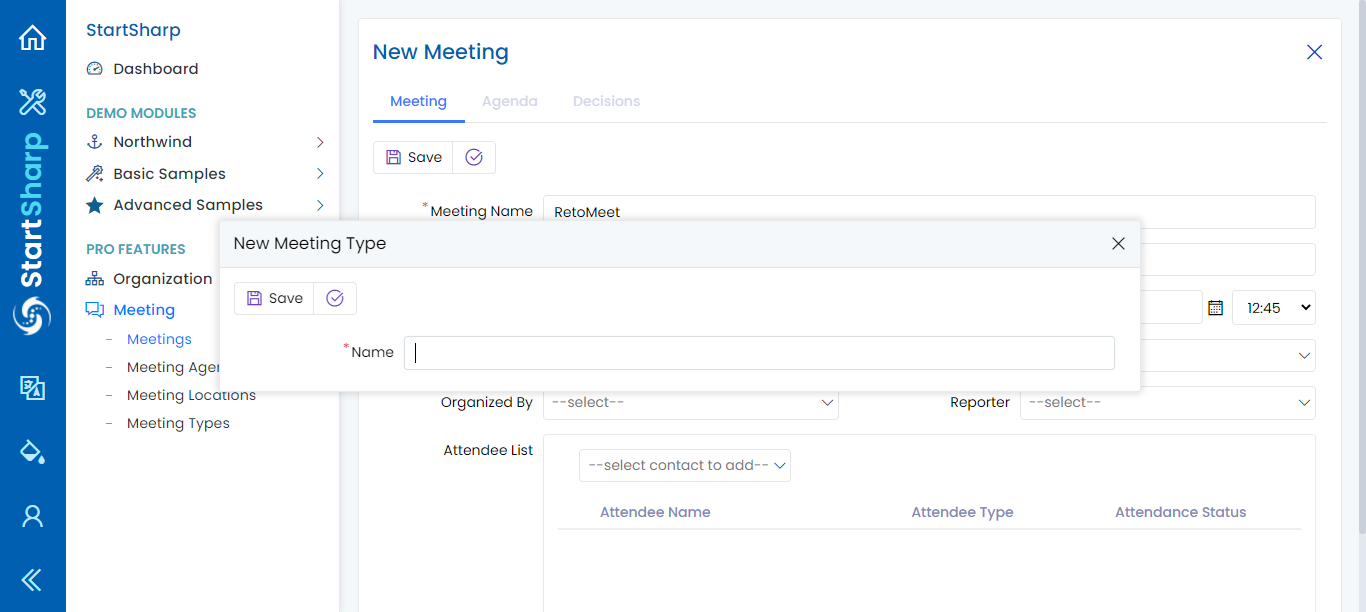 StartSharp
StartSharp
Dashboard
DEMO MODULES
Northwind
Basic Samples
Advanced Samples
PRO FEATURES
Organization
Meeting
Meetings
Meeting Agen
Meeting Locations
Meeting Types
New Meeting
Meeting
Agenda
Decisions
Save
*Meeting Name
RetoMeet
12:45
New Meeting Type
Save
*Name
Organized By
--select--
Reporter
--select--
Attendee List
--select contact to add--
Attendee Name
Attendee Type
Attendance Status